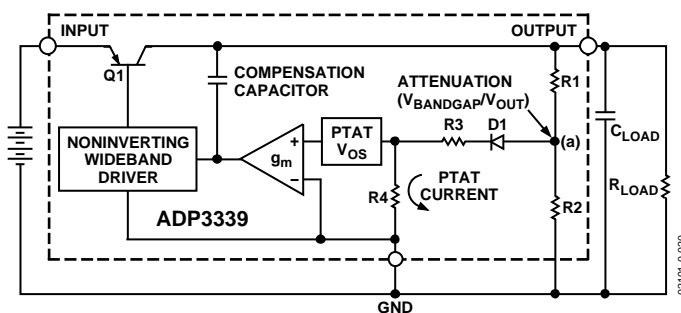 INPUT
OUTPUT
Q1
COMPENSATION
CAPACITOR
ATTENUATION
(VBANDGAP/VOUT)
R1
NONINVERTING
WIDEBAND
DRIVER
gm
+
−
PTAT
VOS
R3
D1
(a)
CLOAD
RLOAD
R4
PTAT
CURRENT
R2
ADP3339
GND